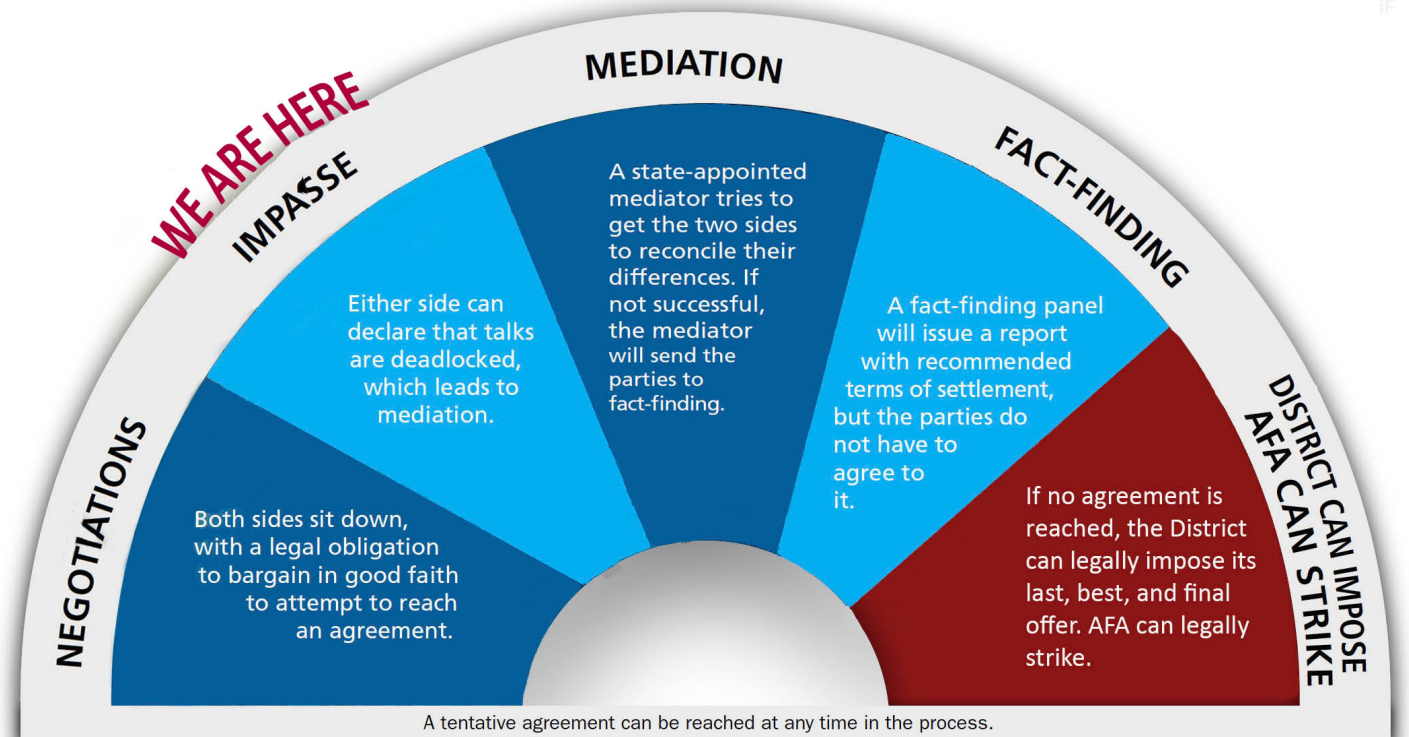 WE ARE HERE
NEGOTIATIONS
Both sides sit down,
with a legal obligation
to bargain in good faith
to attempt to reach
an agreement.
IMPASSE
Either side can
declare that talks
are deadlocked,
which leads to
mediation.
MEDIATION
A state-appointed
mediator tries to
get the two sides
to reconcile their
differences. If
not successful,
the mediator
will send the
parties to
fact-finding.
FACT-FINDING
A fact-finding panel
will issue a report
with recommended
terms of settlement,
but the parties do
not have to
agree to
it.
DISTRICT CAN IMPOSE
AFA CAN STRIKE
If no agreement is
reached, the District
can legally impose its
last, best, and final
offer. AFA can legally
strike.
A tentative agreement can be reached at any time in the process.